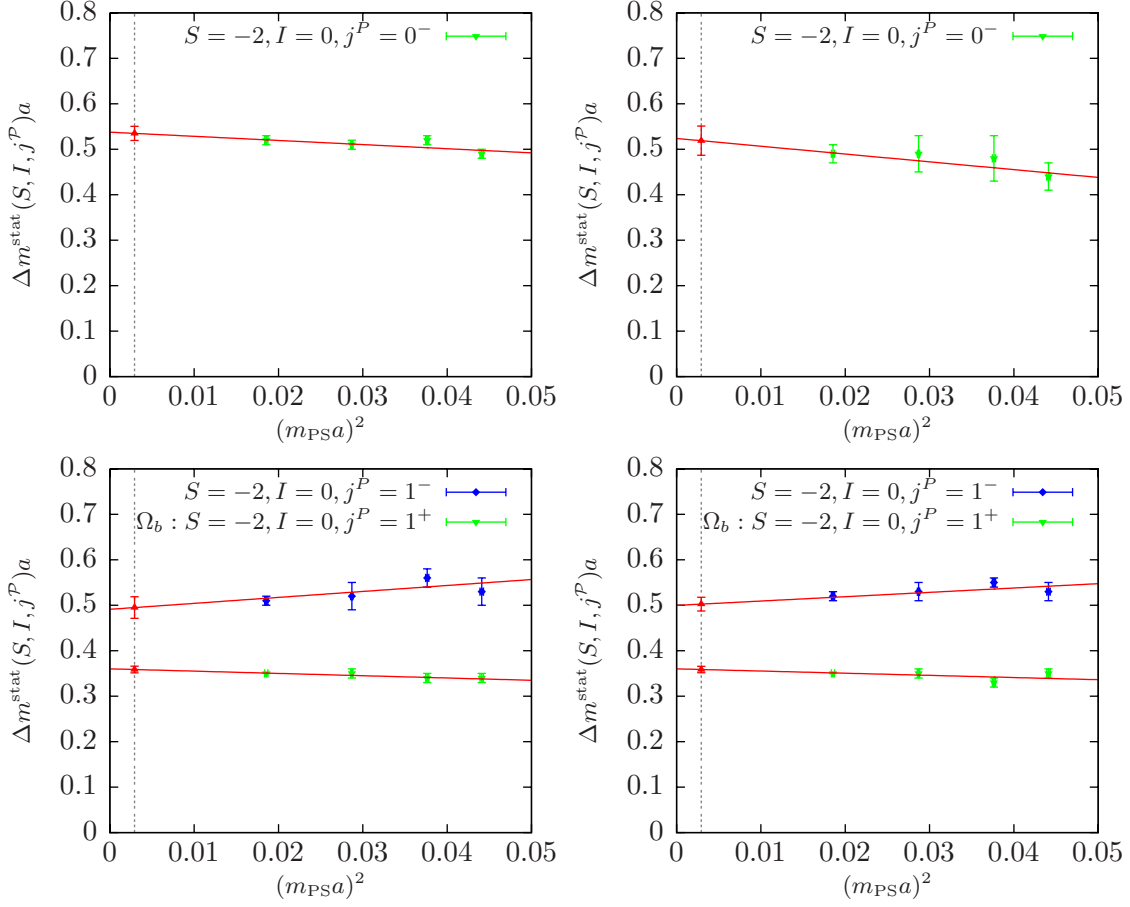 0.8
0.7
0.6
0.5
0.4
0.3
0.2
0.1
0
Δm^stat(S, I, j^𝒫)a
S = −2, I = 0, j^P = 0^−
0 0.01 0.02 0.03 0.04 0.05
(m_PS a)^2
0.8
0.7
0.6
0.5
0.4
0.3
0.2
0.1
0
Δm^stat(S, I, j^𝒫)a
S = −2, I = 0, j^P = 0^−
0 0.01 0.02 0.03 0.04 0.05
(m_PS a)^2
0.8
0.7
0.6
0.5
0.4
0.3
0.2
0.1
0
Δm^stat(S, I, j^𝒫)a
S = −2, I = 0, j^P = 1^−
Ω_b : S = −2, I = 0, j^P = 1^+
0 0.01 0.02 0.03 0.04 0.05
(m_PS a)^2
0.8
0.7
0.6
0.5
0.4
0.3
0.2
0.1
0
Δm^stat(S, I, j^𝒫)a
S = −2, I = 0, j^P = 1^−
Ω_b : S = −2, I = 0, j^P = 1^+
0 0.01 0.02 0.03 0.04 0.05
(m_PS a)^2